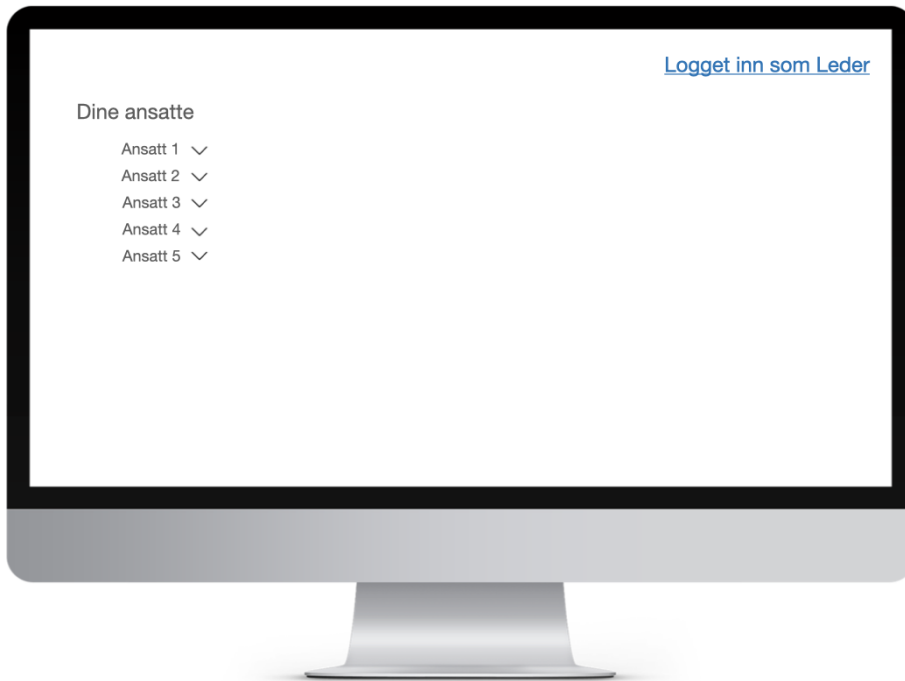 Logget inn som Leder
Dine ansatte
Ansatt 1
Ansatt 2
Ansatt 3
Ansatt 4
Ansatt 5